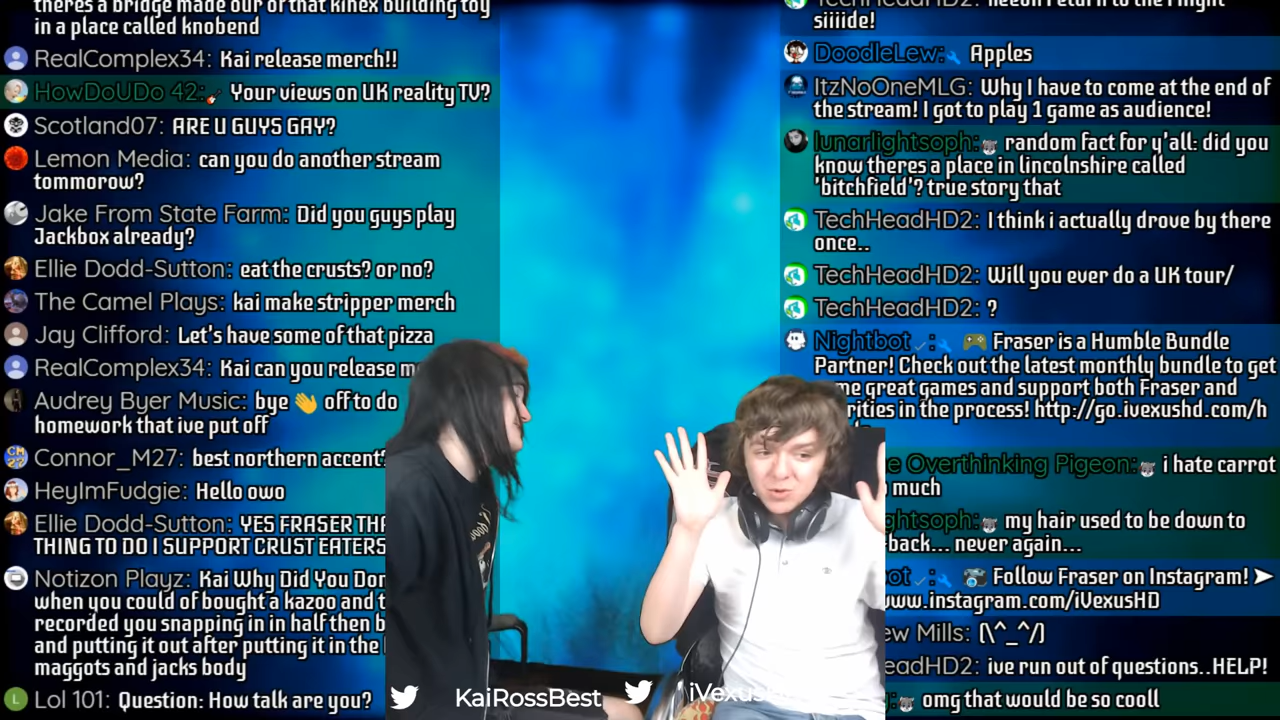 theres a bridge made our of that kinex building toy
in a place called knobend
RealComplex34: Kai release merch!!
HowDoUDo 42: Your views on UK reality TV?
Scotland07: ARE U GUYS GAY?
Lemon Media: can you do another stream
tommorow?
Jake From State Farm: Did you guys play
Jackbox already?
Ellie Dodd-Sutton: eat the crusts? or no?
The Camel Plays: kai make stripper merch
Jay Clifford: Let's have some of that pizza
RealComplex34: Kai can you release
Audrey Byer Music: bye 👋 off to do
homework that ive put off
Connor_M27: best northern accent?
HeyImFudgie: Hello owo
Ellie Dodd-Sutton: YES FRASER
THING TO DO I SUPPORT CRUST EATERS
Notizon Playz: Kai Why Did You
when you could of bought a kazoo and
recorded you snapping in in half then
and putting it out after putting it in the
maggots and jacks body
Lol 101: Question: How talk are you?
TechHeadHD2: return to the
siiiide!
DoodleLew: Apples
ItzNoOneMLG: Why I have to come at the end of
the stream! I got to play 1 game as audience!
lunarlightsoph: random fact for y'all: did you
know theres a place in lincolnshire called
'bitchfield'? true story that
TechHeadHD2: I think i actually drove by there
once..
TechHeadHD2: Will you ever do a UK tour/
TechHeadHD2: ?
Nightbot: 🎮 Fraser is a Humble Bundle
Partner! Check out the latest monthly bundle to get
me great games and support both Fraser and
rities in the process! http://go.ivexushd.com/h
Overthinking Pigeon: i hate carrot
much
ghtsoph: my hair used to be down to
back... never again...
bot: 📷 Follow Fraser on Instagram! ➤
www.instagram.com/iVexusHD
ew Mills: (\^_^/)
eadHD2: ive run out of questions..HELP!
omg that would be so cooll
KaiRossBest
iVexus